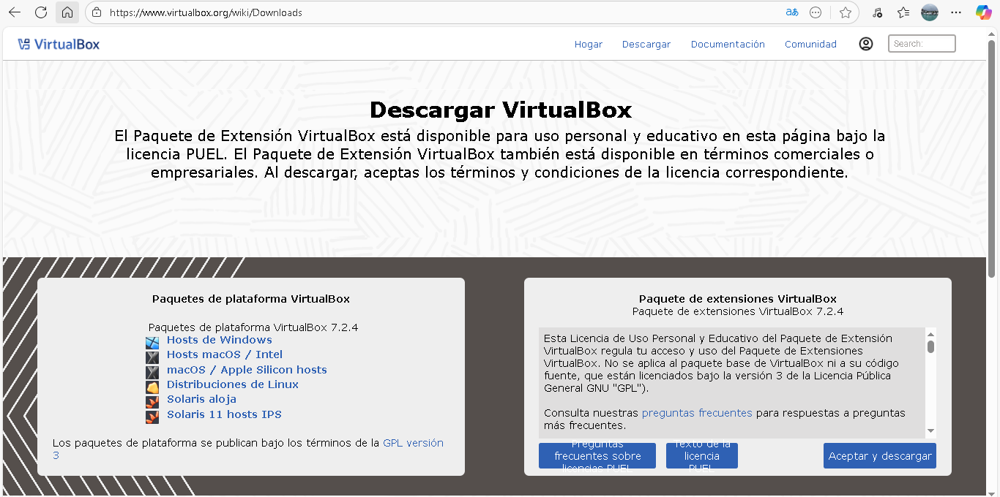 https://www.virtualbox.org/wiki/Downloads
VirtualBox
Hogar Descargar Documentación Comunidad Search:
Descargar VirtualBox
El Paquete de Extensión VirtualBox está disponible para uso personal y educativo en esta página bajo la
licencia PUEL. El Paquete de Extensión VirtualBox también está disponible en términos comerciales o
empresariales. Al descargar, aceptas los términos y condiciones de la licencia correspondiente.
Paquetes de plataforma VirtualBox
Paquetes de plataforma VirtualBox 7.2.4
Hosts de Windows
Hosts macOS / Intel
macOS / Apple Silicon hosts
Distribuciones de Linux
Solaris aloja
Solaris 11 hosts IPS
Los paquetes de plataforma se publican bajo los términos de la GPL versión
3
Paquete de extensiones VirtualBox
Paquete de extensiones VirtualBox 7.2.4
Esta Licencia de Uso Personal y Educativo del Paquete de Extensión
VirtualBox regula tu acceso y uso del Paquete de Extensiones
VirtualBox. No se aplica al paquete base de VirtualBox ni a su código
fuente, que están licenciados bajo la versión 3 de la Licencia Pública
General GNU "GPL").
Consulta nuestras preguntas frecuentes para respuestas a preguntas
más frecuentes.
Preguntas
frecuentes sobre
licencias PUEL
Texto de la
licencia
PUEL
Aceptar y descargar